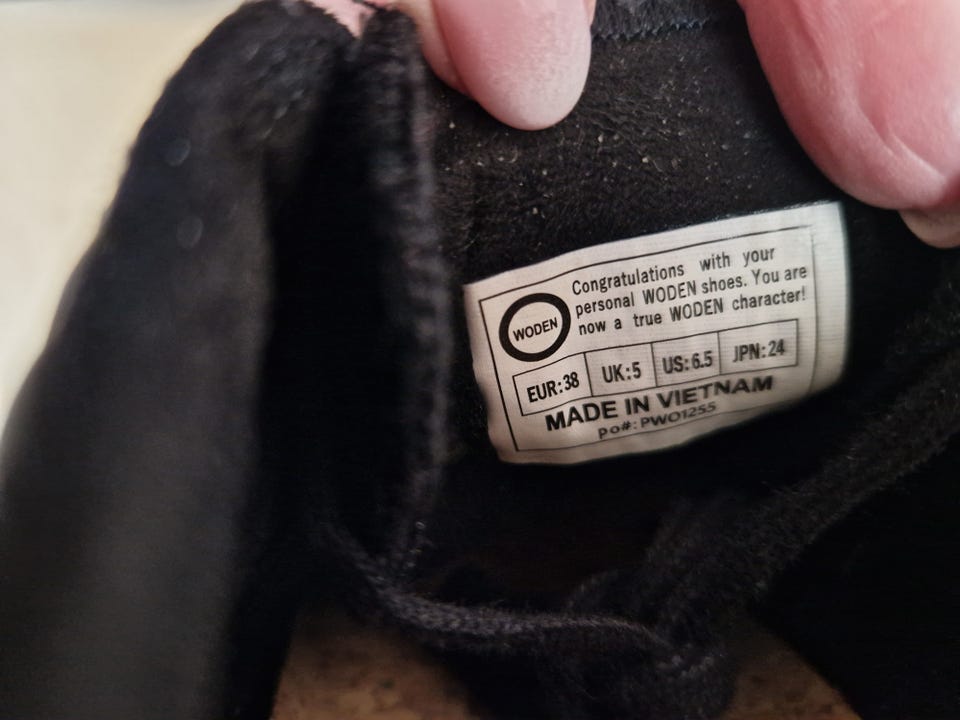 WODEN
Congratulations with your
personal WODEN shoes. You are
now a true WODEN character!
EUR:38 UK:5 US:6.5 JPN:24
MADE IN VIETNAM
po#: PWO1255